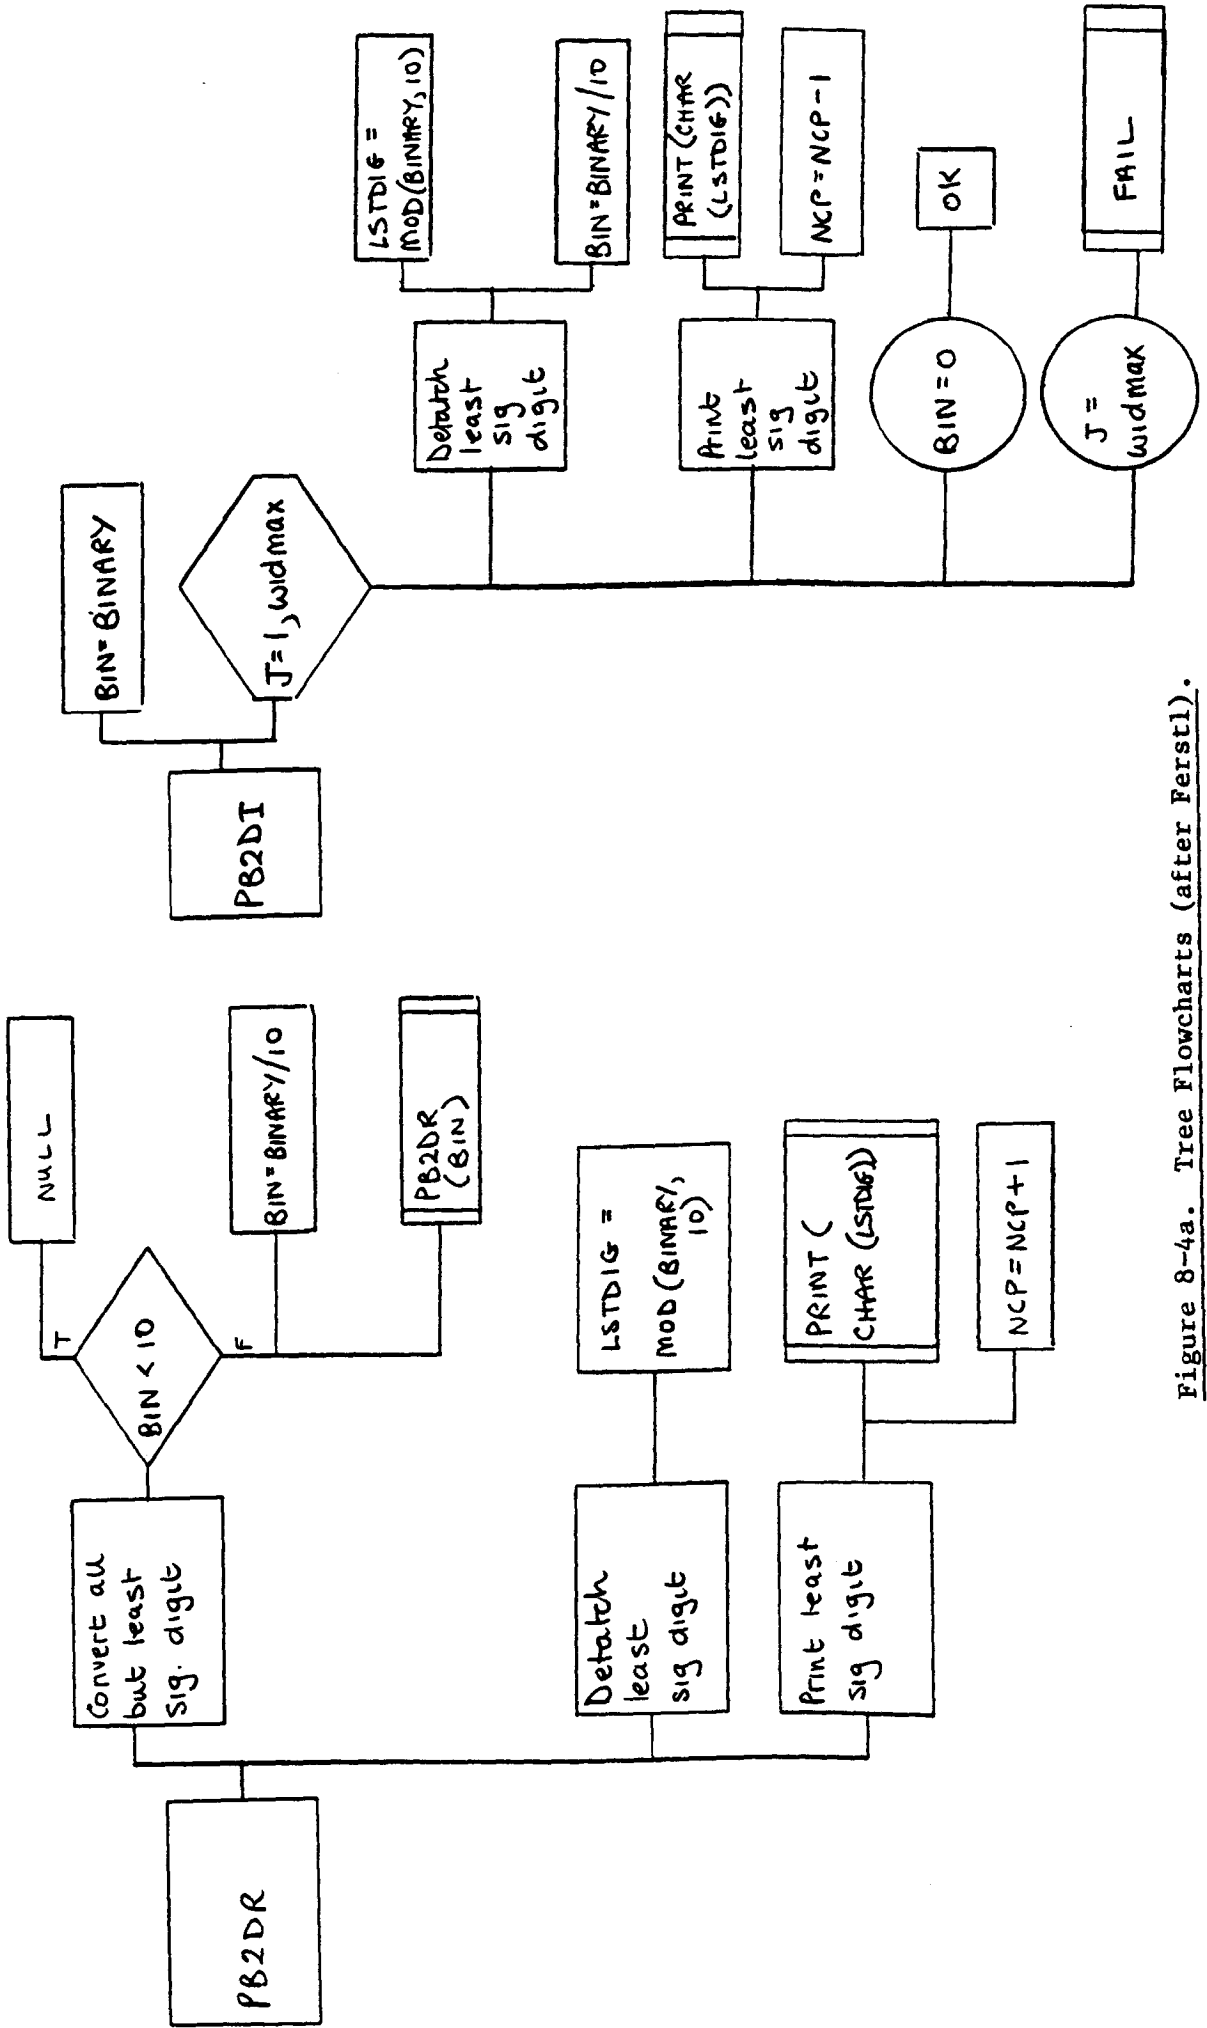 PB2DR
Convert all
but least
sig. digit
BIN < 10
T
NULL
F
BIN=BINARY/10
PB2DR
(BIN)
Detatch
least
sig digit
LSTDIG =
MOD(BINARY,
10)
Print least
sig digit
PRINT(
CHAR (LSTDIG))
NCP=NCP+1
PB2DI
BIN=BINARY
J=1, widmax
Detatch
least
sig
digit
LSTDIG =
MOD(BINARY, 10)
BIN=BINARY/10
Print
least
sig
digit
PRINT(CHAR
(LSTDIG))
NCP=NCP-1
BIN=0
OK
J=
widmax
FAIL
Figure 8-4a. Tree Flowcharts (after Ferstl).